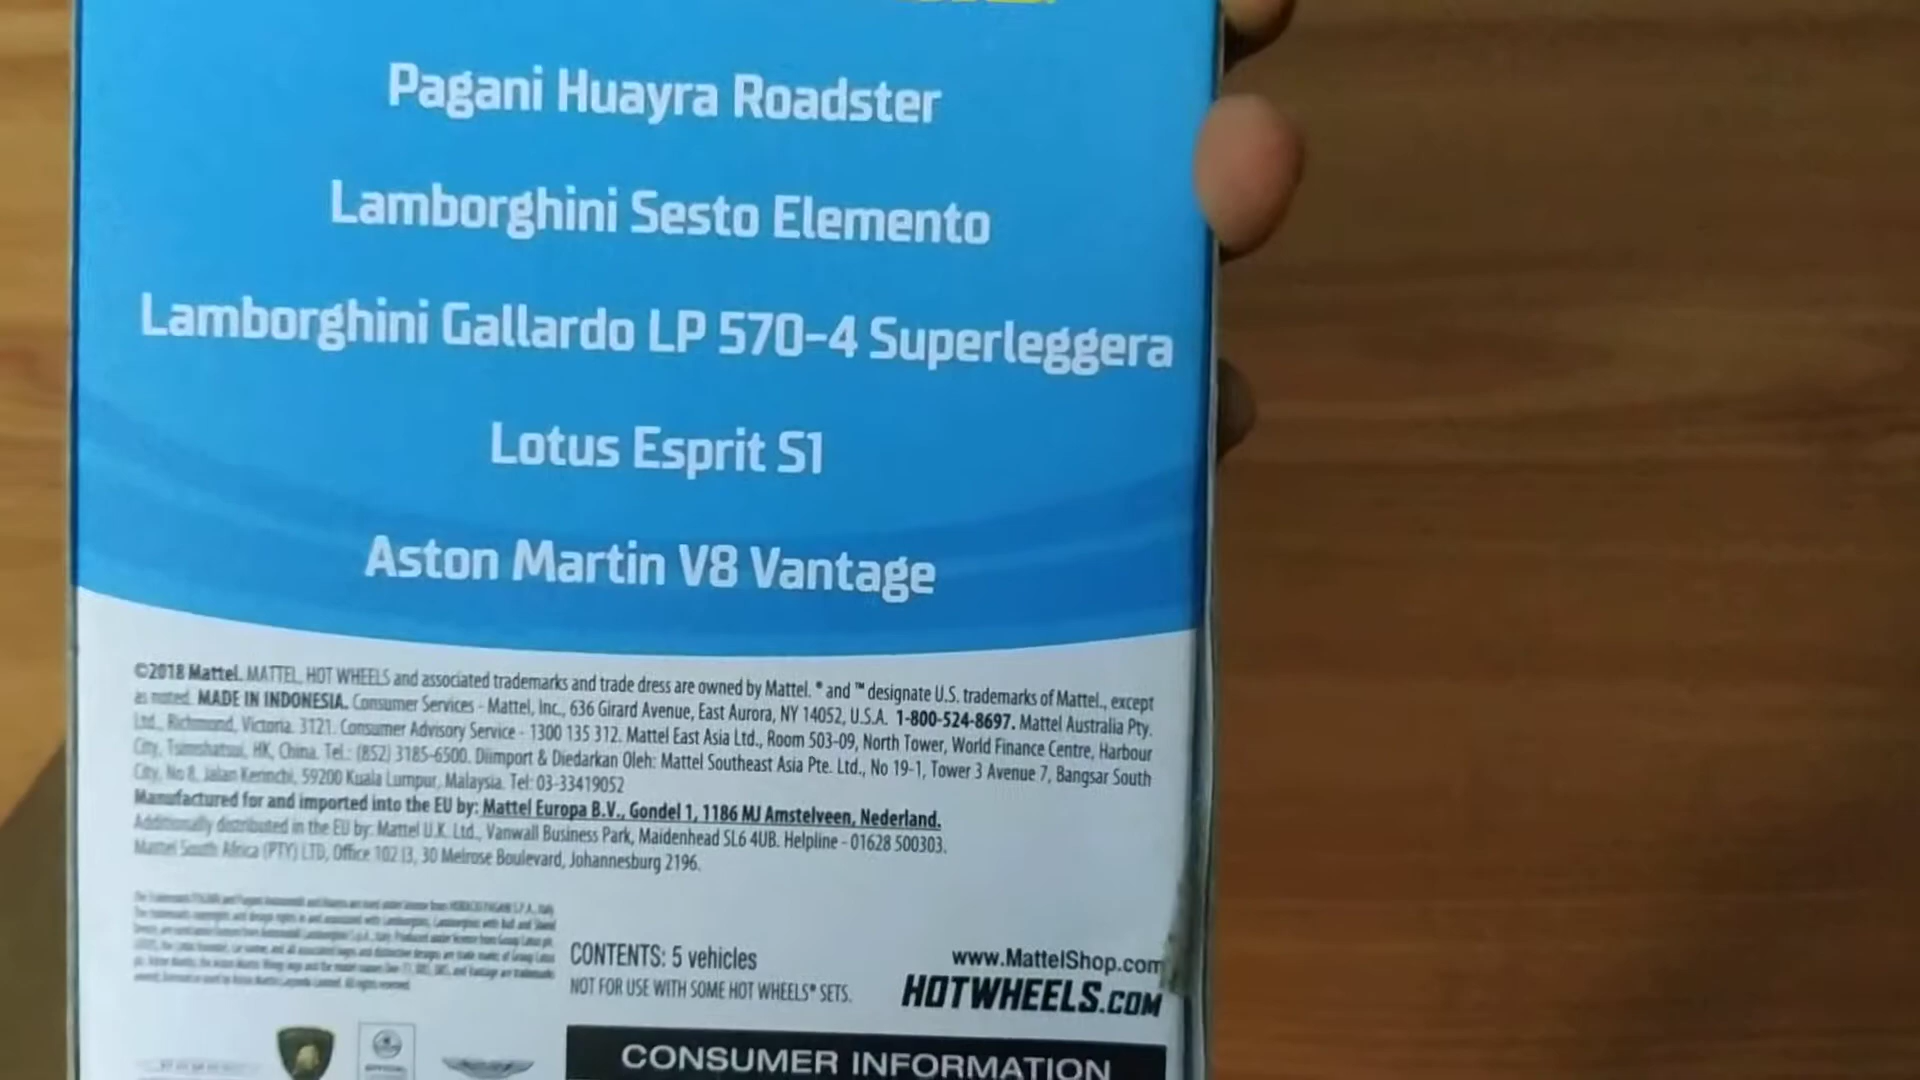 Pagani Huayra Roadster
Lamborghini Sesto Elemento
Lamborghini Gallardo LP 570-4 Superleggera
Lotus Esprit S1
Aston Martin V8 Vantage
©2018 Mattel. MATTEL, HOT WHEELS and associated trademarks and trade dress are owned by Mattel. ® and ™ designate U.S. trademarks of Mattel., except
as noted. MADE IN INDONESIA. Consumer Services - Mattel, Inc., 636 Girard Avenue, East Aurora, NY 14052, U.S.A. 1-800-524-8697. Mattel Australia Pty.
Ltd., Richmond, Victoria. 3121. Consumer Advisory Service - 1300 135 312. Mattel East Asia Ltd., Room 503-09, North Tower, World Finance Centre, Harbour
City, Tsimshatsui, HK, China. Tel.: (852) 3185-6500. Diimport & Diedarkan Oleh: Mattel Southeast Asia Pte. Ltd., No 19-1, Tower 3 Avenue 7, Bangsar South
City, No 8, Jalan Kerinchi, 59200 Kuala Lumpur, Malaysia. Tel: 03-33419052
Manufactured for and imported into the EU by: Mattel Europa B.V., Gondel 1, 1186 MJ Amstelveen, Nederland.
Additionally distributed in the EU by: Mattel U.K. Ltd., Vanwall Business Park, Maidenhead SL6 4UB. Helpline - 01628 500303.
Mattel South Africa (PTY) LTD, Office 102 I3, 30 Melrose Boulevard, Johannesburg 2196.
CONTENTS: 5 vehicles
NOT FOR USE WITH SOME HOT WHEELS® SETS.
www.MattelShop.com
HOTWHEELS.COM
CONSUMER INFORMATION